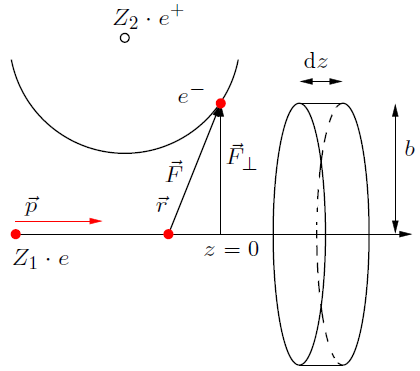 Z₂ · e⁺
dz
e⁻
b
F⃗
F⃗⊥
p⃗
r⃗
z = 0
Z₁ · e